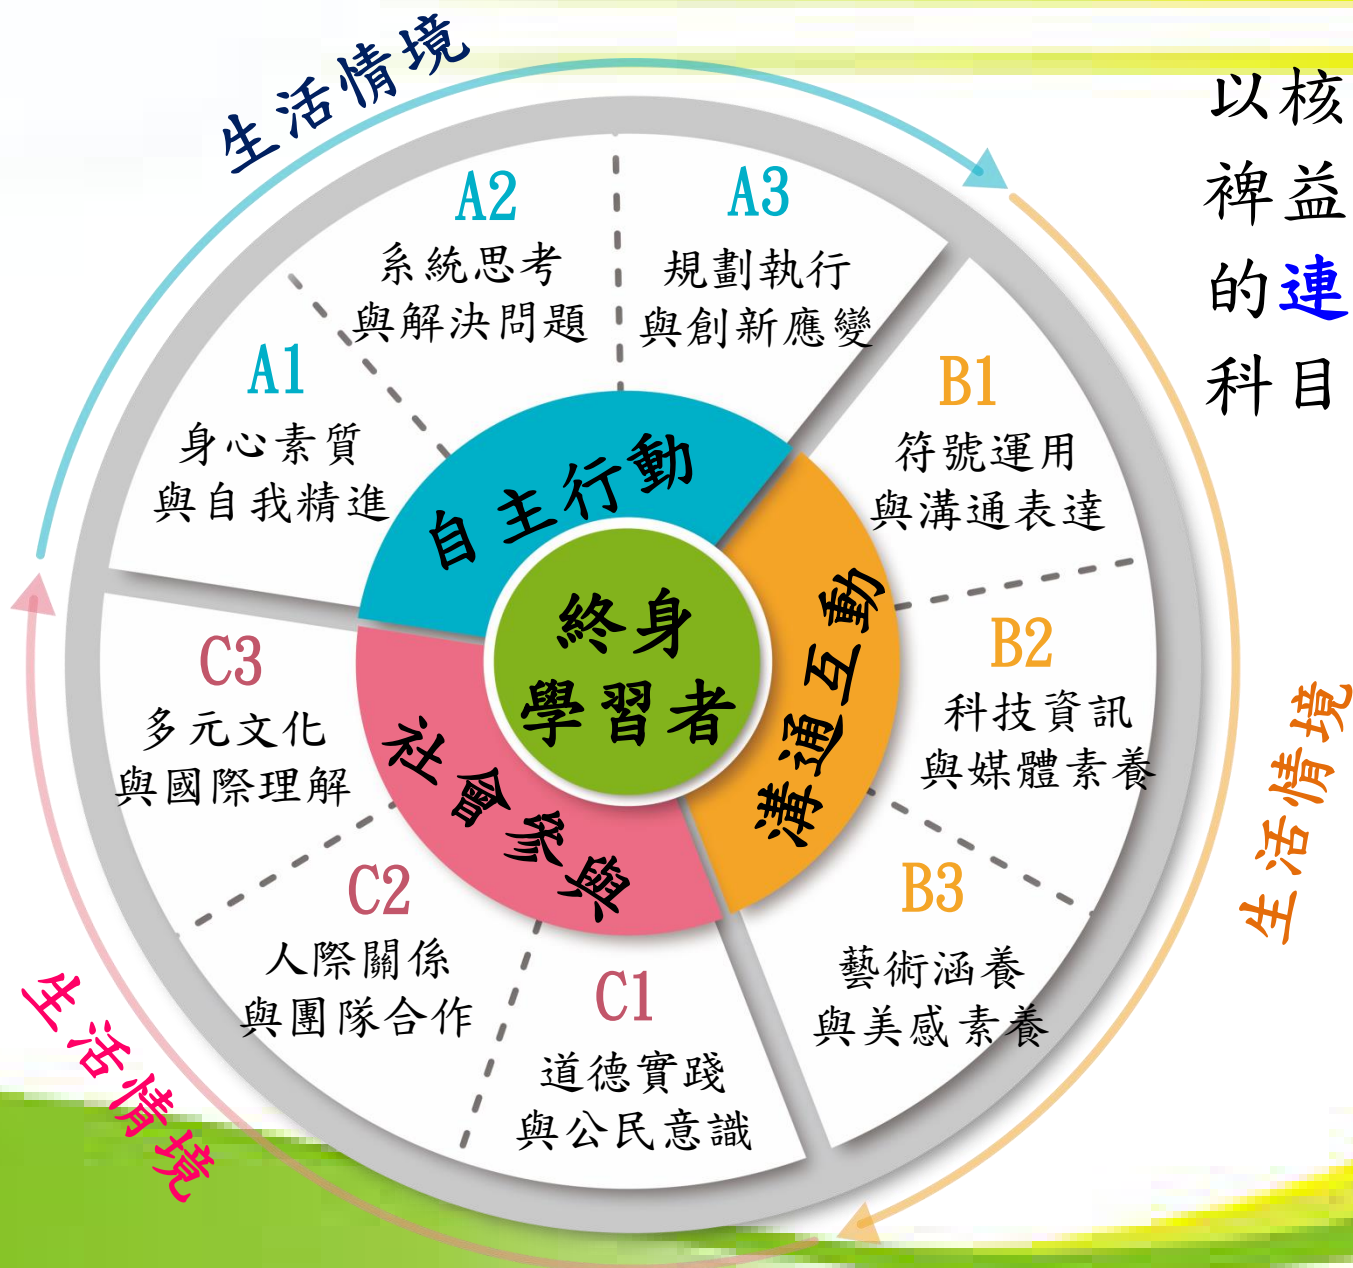 生活情境
以核
裨益
的連
科目
A1
身心素質
與自我精進
A2
系統思考
與解決問題
A3
規劃執行
與創新應變
B1
符號運用
與溝通表達
B2
科技資訊
與媒體素養
B3
藝術涵養
與美感素養
C1
道德實踐
與公民意識
C2
人際關係
與團隊合作
C3
多元文化
與國際理解
自主行動
溝通互動
社會參與
終身
學習者
生活情境
生活情境